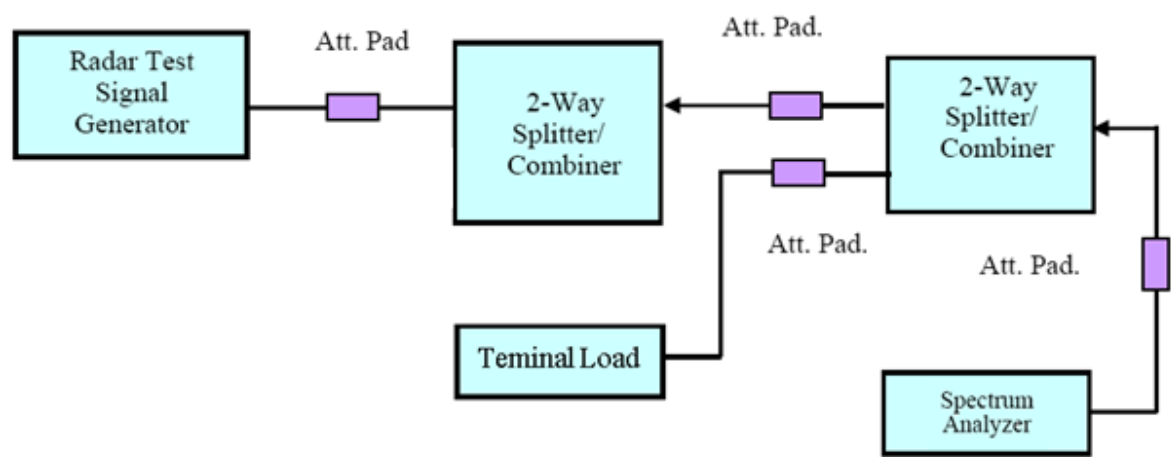 Radar Test
Signal
Generator
Att. Pad
2-Way
Splitter/
Combiner
Att. Pad.
2-Way
Splitter/
Combiner
Att. Pad.
Att. Pad.
Teminal Load
Spectrum
Analyzer